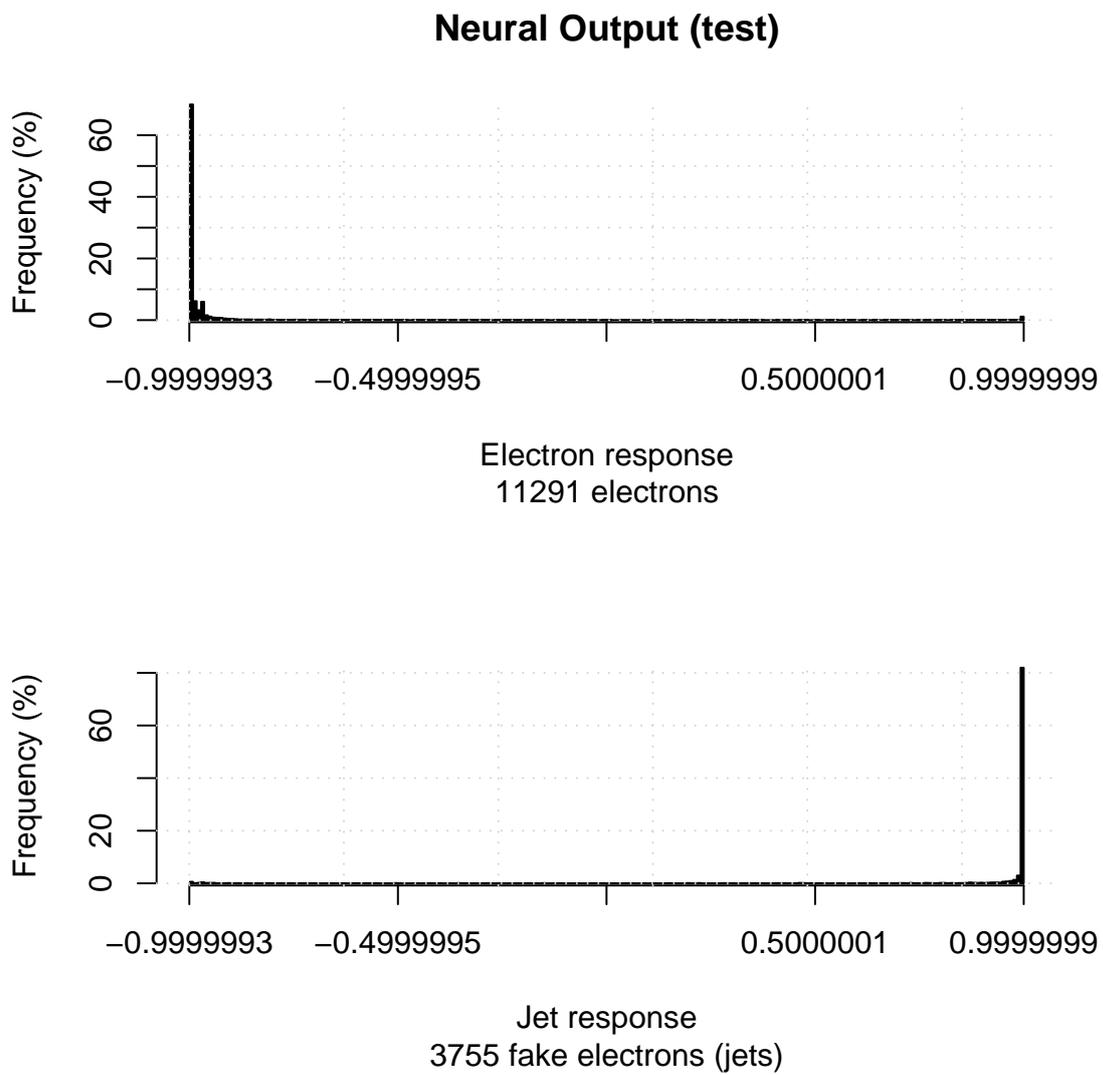 Neural Output (test)
Frequency (%)
60
40
20
0
−0.9999993 −0.4999995 0.5000001 0.9999999
Electron response
11291 electrons
Frequency (%)
60
20
0
−0.9999993 −0.4999995 0.5000001 0.9999999
Jet response
3755 fake electrons (jets)